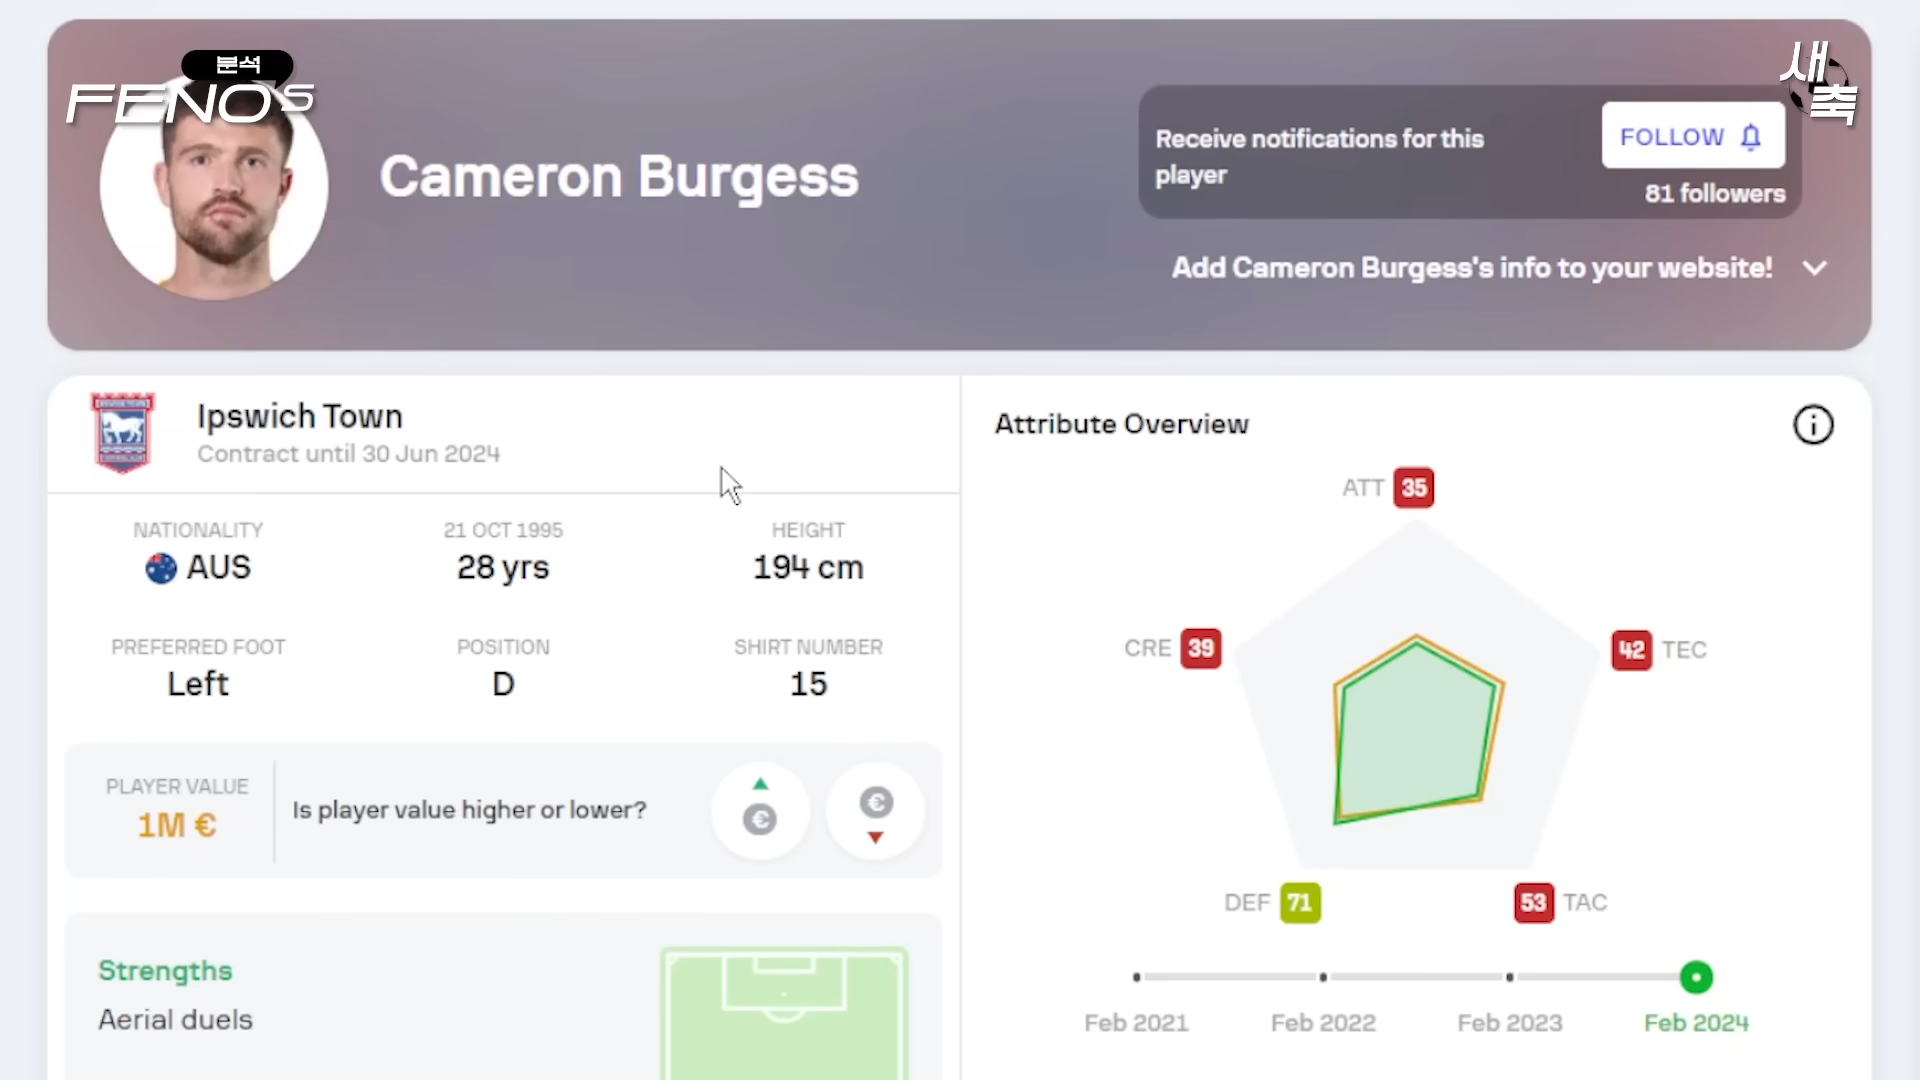 분석
FENO's
새축
Cameron Burgess
Receive notifications for this
player
FOLLOW
81 followers
Add Cameron Burgess's info to your website!
Ipswich Town
Contract until 30 Jun 2024
NATIONALITY
AUS
21 OCT 1995
28 yrs
HEIGHT
194 cm
PREFERRED FOOT
Left
POSITION
D
SHIRT NUMBER
15
PLAYER VALUE
1M €
Is player value higher or lower?
€
€
Strengths
Aerial duels
Attribute Overview
ATT 35
CRE 39
42 TEC
DEF 71
53 TAC
Feb 2021
Feb 2022
Feb 2023
Feb 2024